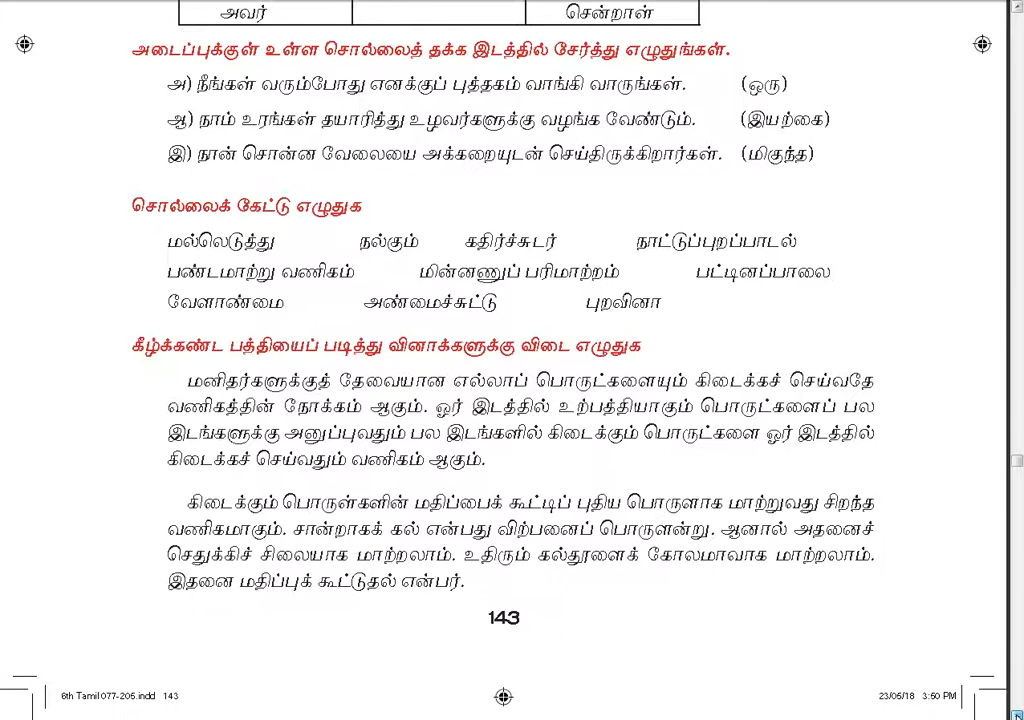 அவர் சென்றாள்
அடைப்புக்குள் உள்ள சொல்லைத் தக்க இடத்தில் சேர்த்து எழுதுங்கள்.
அ) நீங்கள் வரும்போது எனக்குப் புத்தகம் வாங்கி வாருங்கள். (ஒரு)
ஆ) நாம் உரங்கள் தயாரித்து உழவர்களுக்கு வழங்க வேண்டும். (இயற்கை)
இ) நான் சொன்ன வேலையை அக்கறையுடன் செய்திருக்கிறார்கள். (மிகுந்த)
சொல்லைக் கேட்டு எழுதுக
மல்லெடுத்து நல்கும் கதிர்ச்சுடர் நாட்டுப்புறப்பாடல்
பண்டமாற்று வணிகம் மின்னணுப் பரிமாற்றம் பட்டினப்பாலை
வேளாண்மை அண்மைச்சுட்டு புறவினா
கீழ்க்கண்ட பத்தியைப் படித்து வினாக்களுக்கு விடை எழுதுக
மனிதர்களுக்குத் தேவையான எல்லாப் பொருட்களையும் கிடைக்கச் செய்வதே
வணிகத்தின் நோக்கம் ஆகும். ஓர் இடத்தில் உற்பத்தியாகும் பொருட்களைப் பல
இடங்களுக்கு அனுப்புவதும் பல இடங்களில் கிடைக்கும் பொருட்களை ஓர் இடத்தில்
கிடைக்கச் செய்வதும் வணிகம் ஆகும்.
கிடைக்கும் பொருள்களின் மதிப்பைக் கூட்டிப் புதிய பொருளாக மாற்றுவது சிறந்த
வணிகமாகும். சான்றாகக் கல் என்பது விற்பனைப் பொருளன்று. ஆனால் அதனைச்
செதுக்கிச் சிலையாக மாற்றலாம். உதிரும் கல்தூளைக் கோலமாவாக மாற்றலாம்.
இதனை மதிப்புக் கூட்டுதல் என்பர்.
143
6th Tamil 077-205.indd 143 23/05/18 3:50 PM